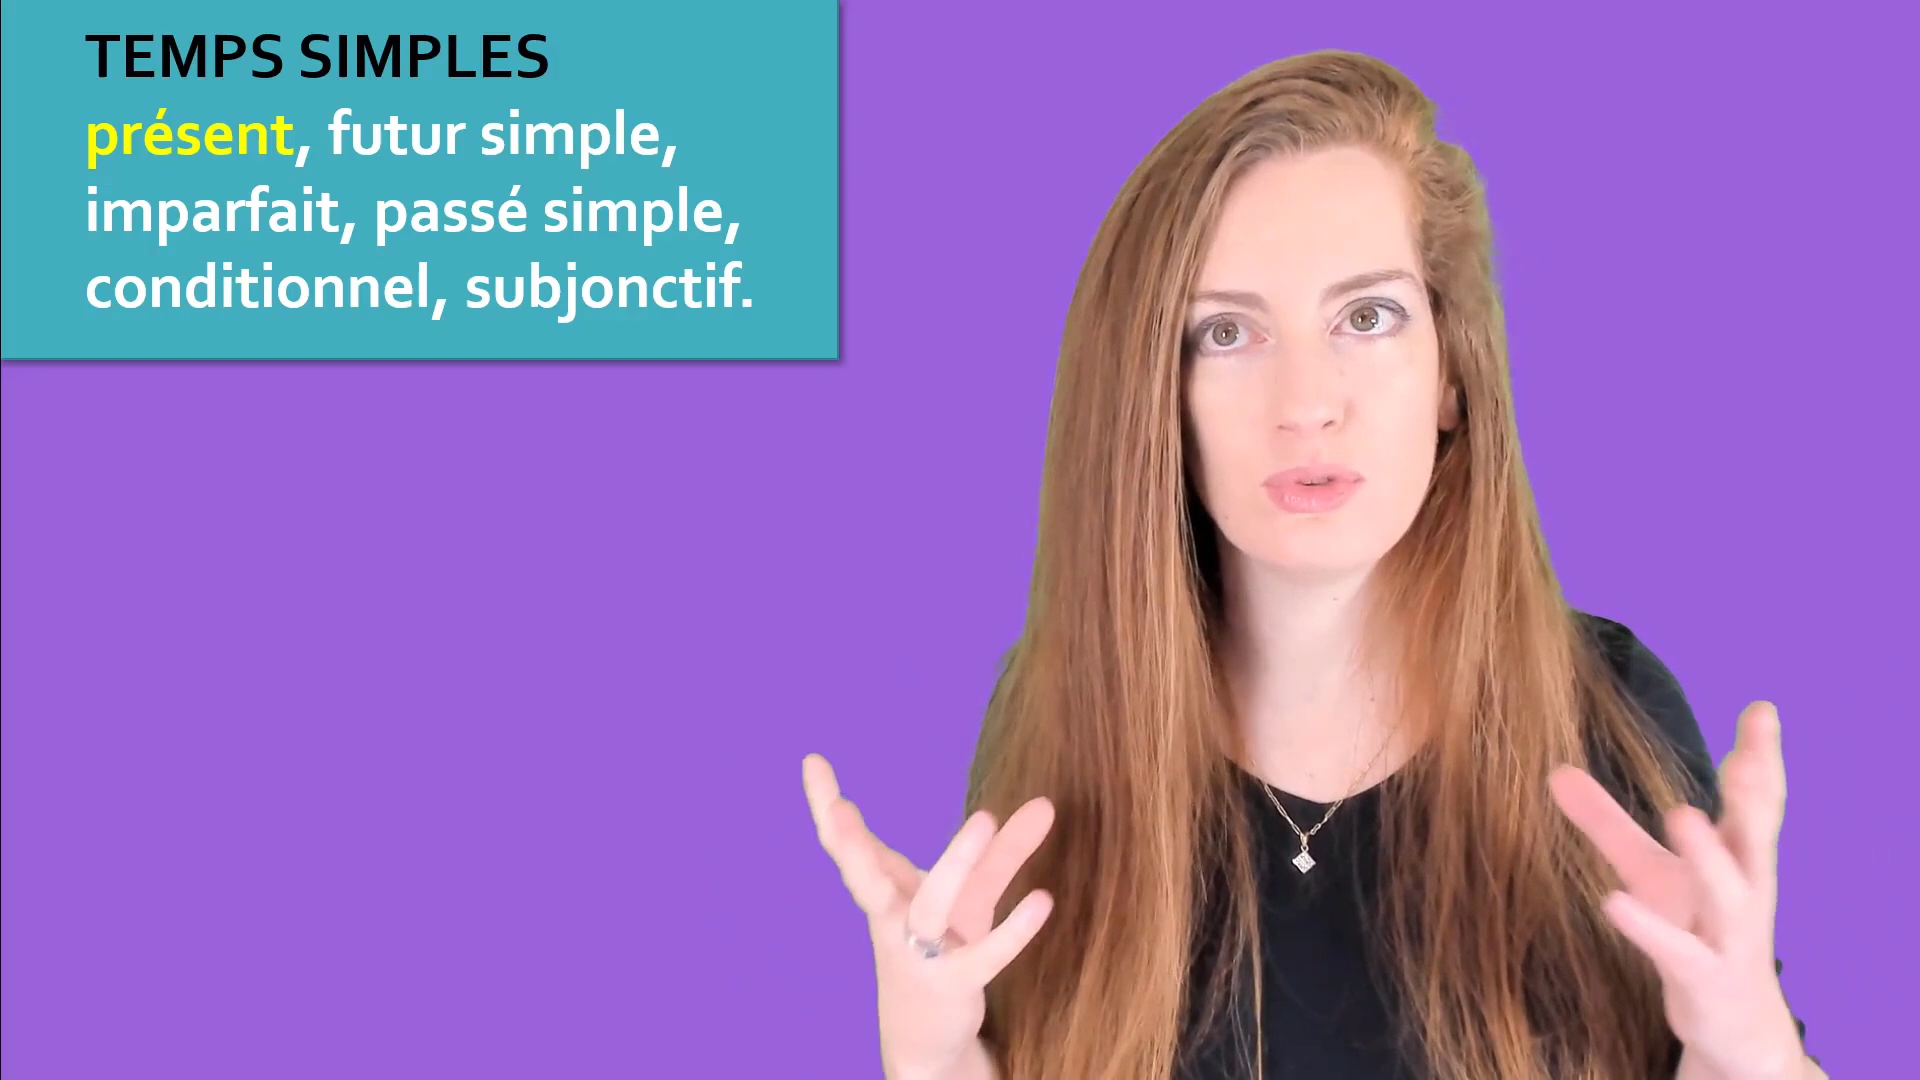 TEMPS SIMPLES
présent, futur simple,
imparfait, passé simple,
conditionnel, subjonctif.